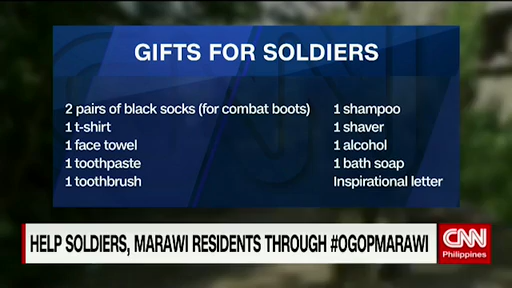 GIFTS FOR SOLDIERS
2 pairs of black socks (for combat boots)
1 t-shirt
1 face towel
1 toothpaste
1 toothbrush
1 shampoo
1 shaver
1 alcohol
1 bath soap
Inspirational letter
HELP SOLDIERS, MARAWI RESIDENTS THROUGH #OGOPMARAWI
CNN
Philippines